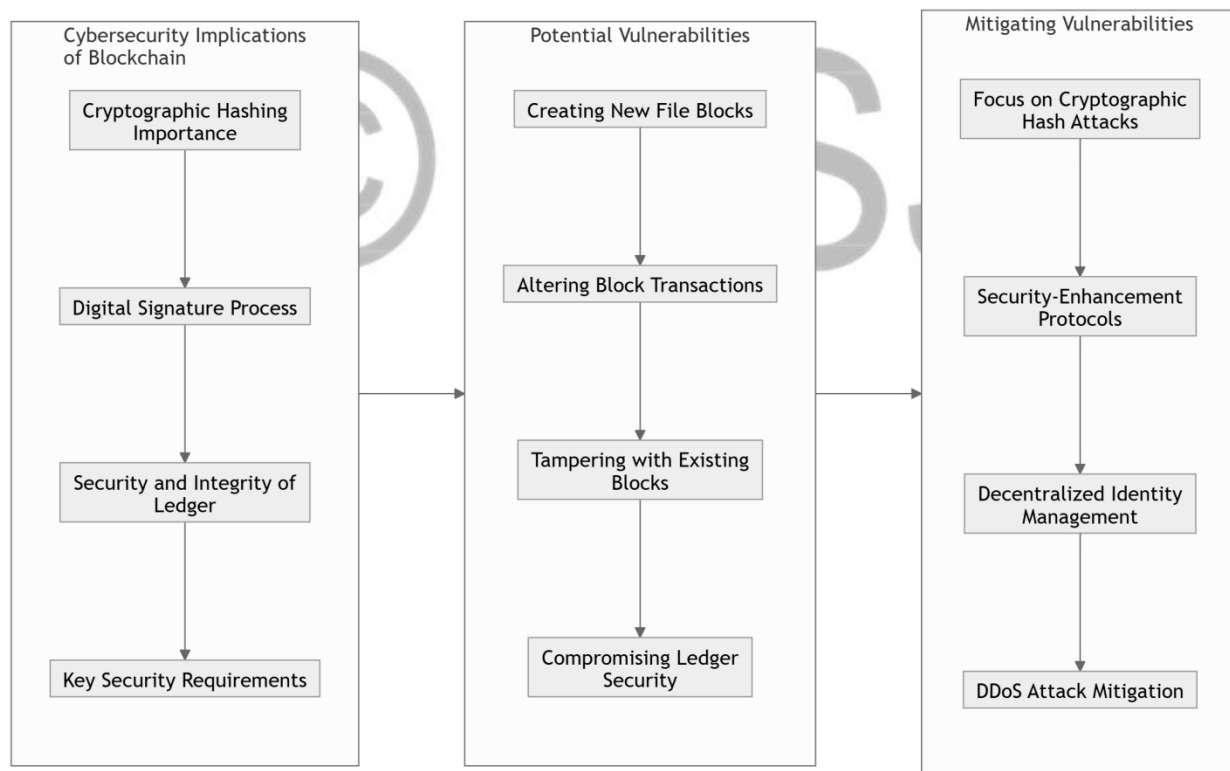 Cybersecurity Implications
of Blockchain
Cryptographic Hashing
Importance
Digital Signature Process
Security and Integrity of
Ledger
Key Security Requirements
Potential Vulnerabilities
Creating New File Blocks
Altering Block Transactions
Tampering with Existing
Blocks
Compromising Ledger
Security
Mitigating Vulnerabilities
Focus on Cryptographic
Hash Attacks
Security-Enhancement
Protocols
Decentralized Identity
Management
DDoS Attack Mitigation